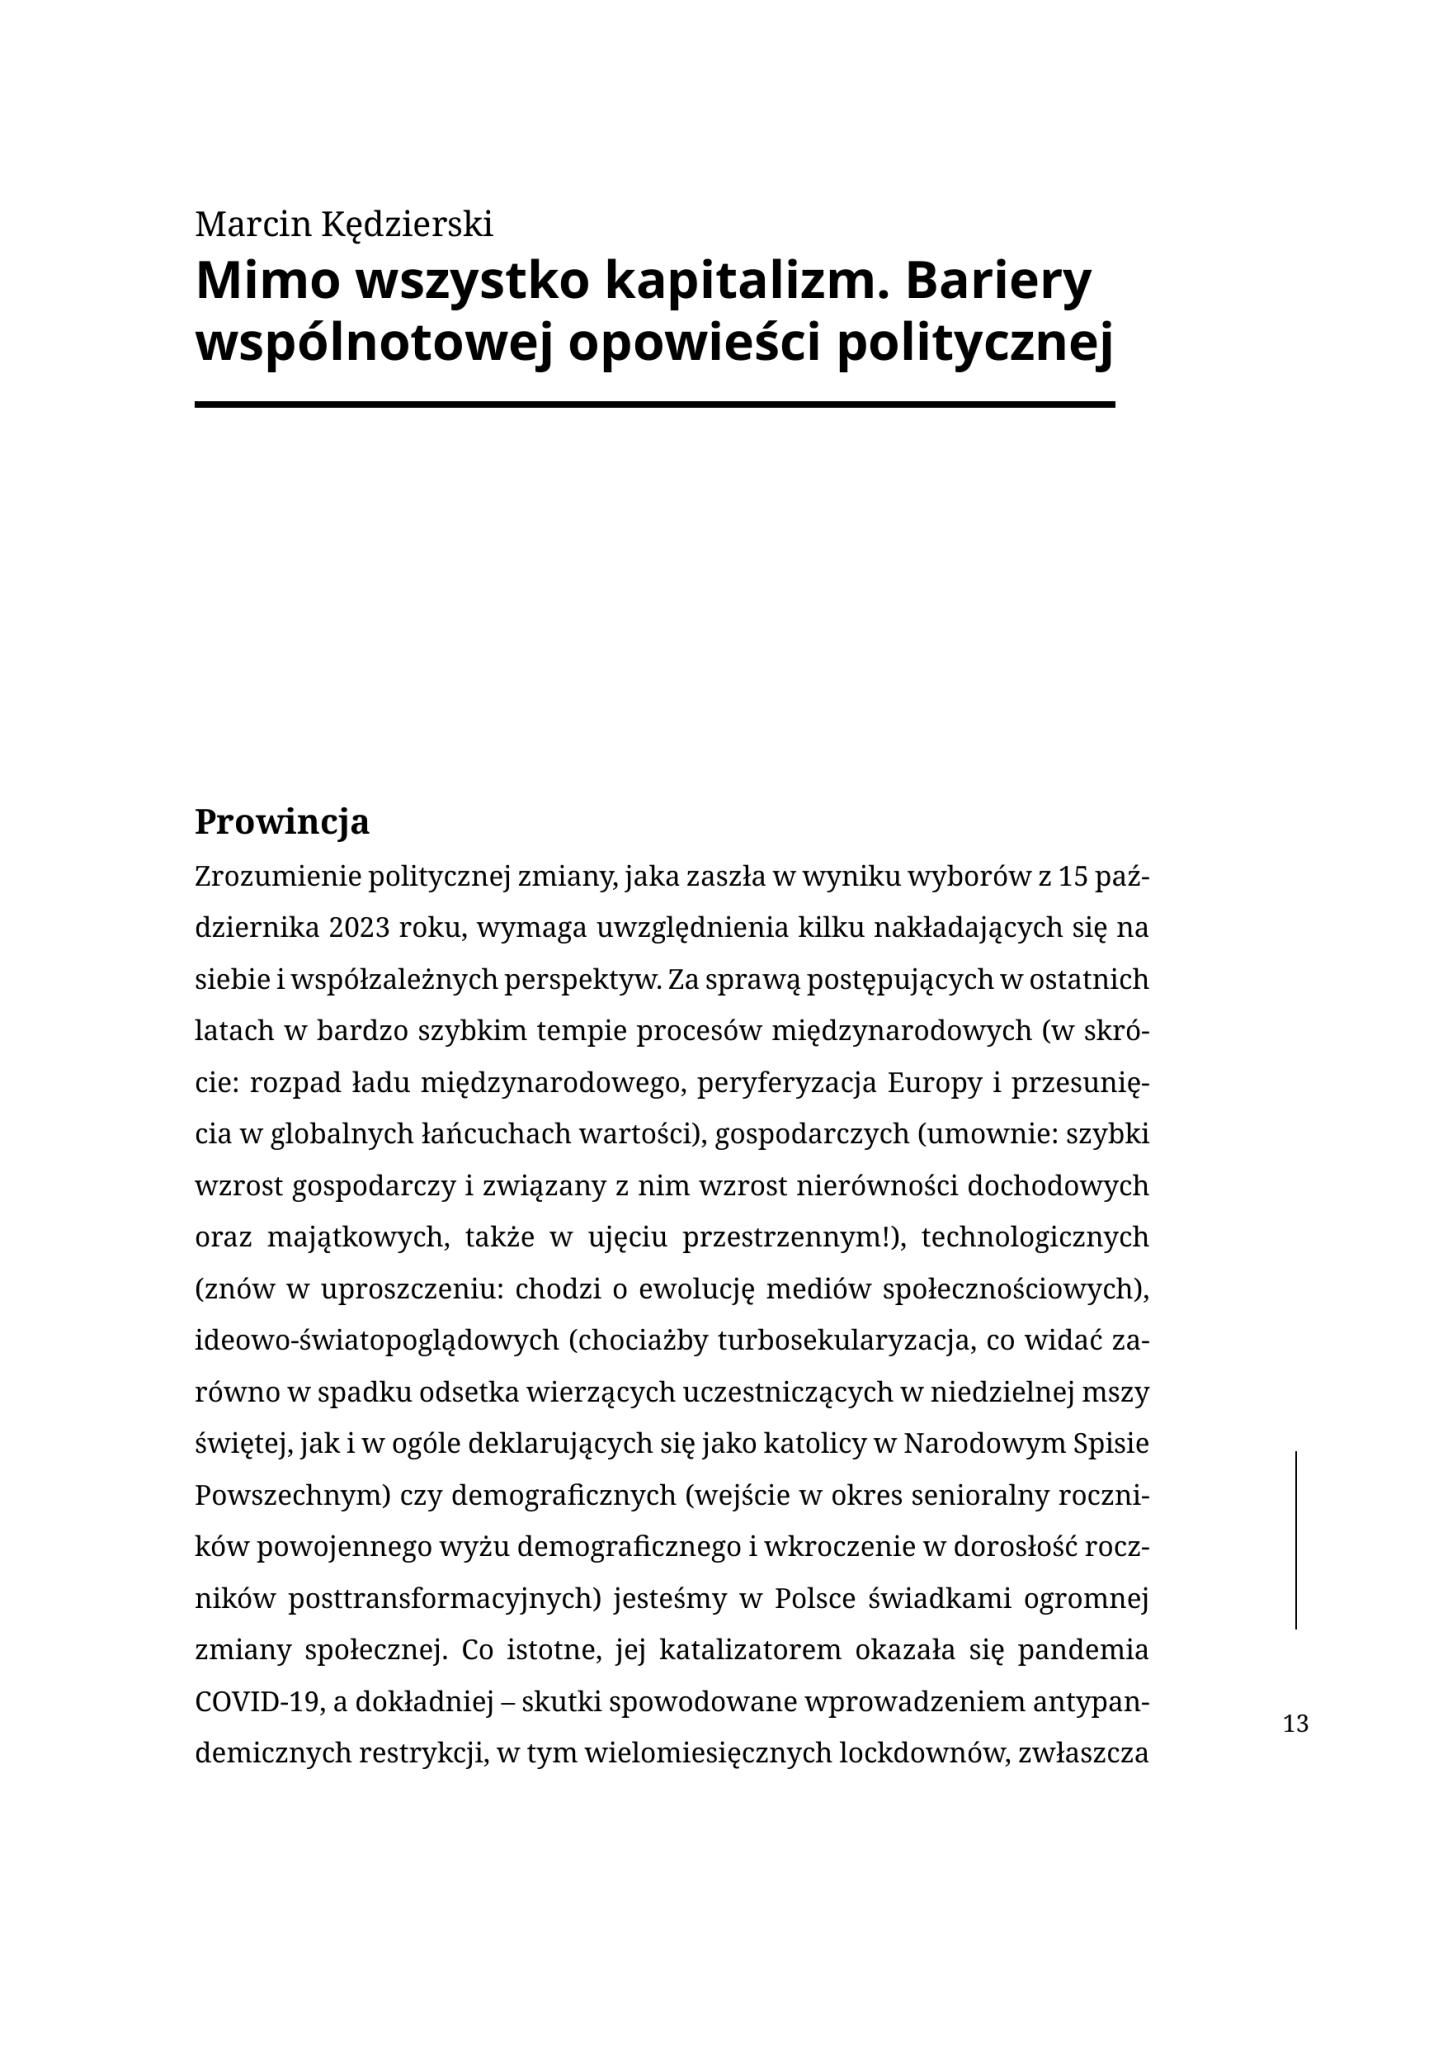 Marcin Kędzierski
Mimo wszystko kapitalizm. Bariery
wspólnotowej opowieści politycznej
Prowincja
Zrozumienie politycznej zmiany, jaka zaszła w wyniku wyborów z 15 paź-
dziernika 2023 roku, wymaga uwzględnienia kilku nakładających się na
siebie i współzależnych perspektyw. Za sprawą postępujących w ostatnich
latach w bardzo szybkim tempie procesów międzynarodowych (w skró-
cie: rozpad ładu międzynarodowego, peryferyzacja Europy i przesunię-
cia w globalnych łańcuchach wartości), gospodarczych (umownie: szybki
wzrost gospodarczy i związany z nim wzrost nierówności dochodowych
oraz majątkowych, także w ujęciu przestrzennym!), technologicznych
(znów w uproszczeniu: chodzi o ewolucję mediów społecznościowych),
ideowo-światopoglądowych (chociażby turbosekularyzacja, co widać za-
równo w spadku odsetka wierzących uczestniczących w niedzielnej mszy
świętej, jak i w ogóle deklarujących się jako katolicy w Narodowym Spisie
Powszechnym) czy demograficznych (wejście w okres senioralny roczni-
ków powojennego wyżu demograficznego i wkroczenie w dorosłość rocz-
ników posttransformacyjnych) jesteśmy w Polsce świadkami ogromnej
zmiany społecznej. Co istotne, jej katalizatorem okazała się pandemia
COVID-19, a dokładniej – skutki spowodowane wprowadzeniem antypan-
demicznych restrykcji, w tym wielomiesięcznych lockdownów, zwłaszcza
13